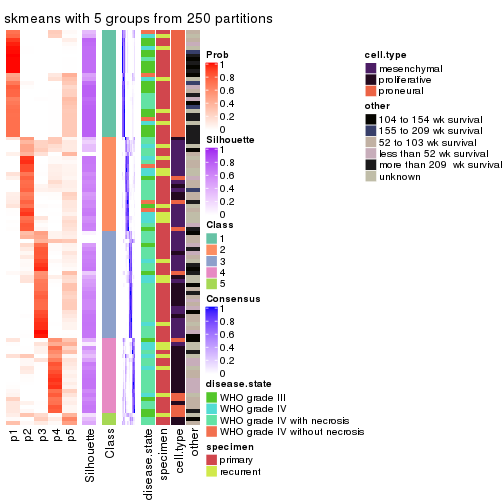 skmeans with 5 groups from 250 partitions
Prob
1
0.8
0.6
0.4
0.2
0
Silhouette
1
0.8
0.6
0.4
0.2
0
Class
1
2
3
4
5
Consensus
1
0.8
0.6
0.4
0.2
0
disease.state
WHO grade III
WHO grade IV
WHO grade IV with necrosis
WHO grade IV without necrosis
specimen
primary
recurrent
cell.type
mesenchymal
proliferative
proneural
other
104 to 154 wk survival
155 to 209 wk survival
52 to 103 wk survival
less than 52 wk survival
more than 209  wk survival
unknown
p1
p2
p3
p4
p5
Silhouette
Class
disease.state
specimen
cell.type
other